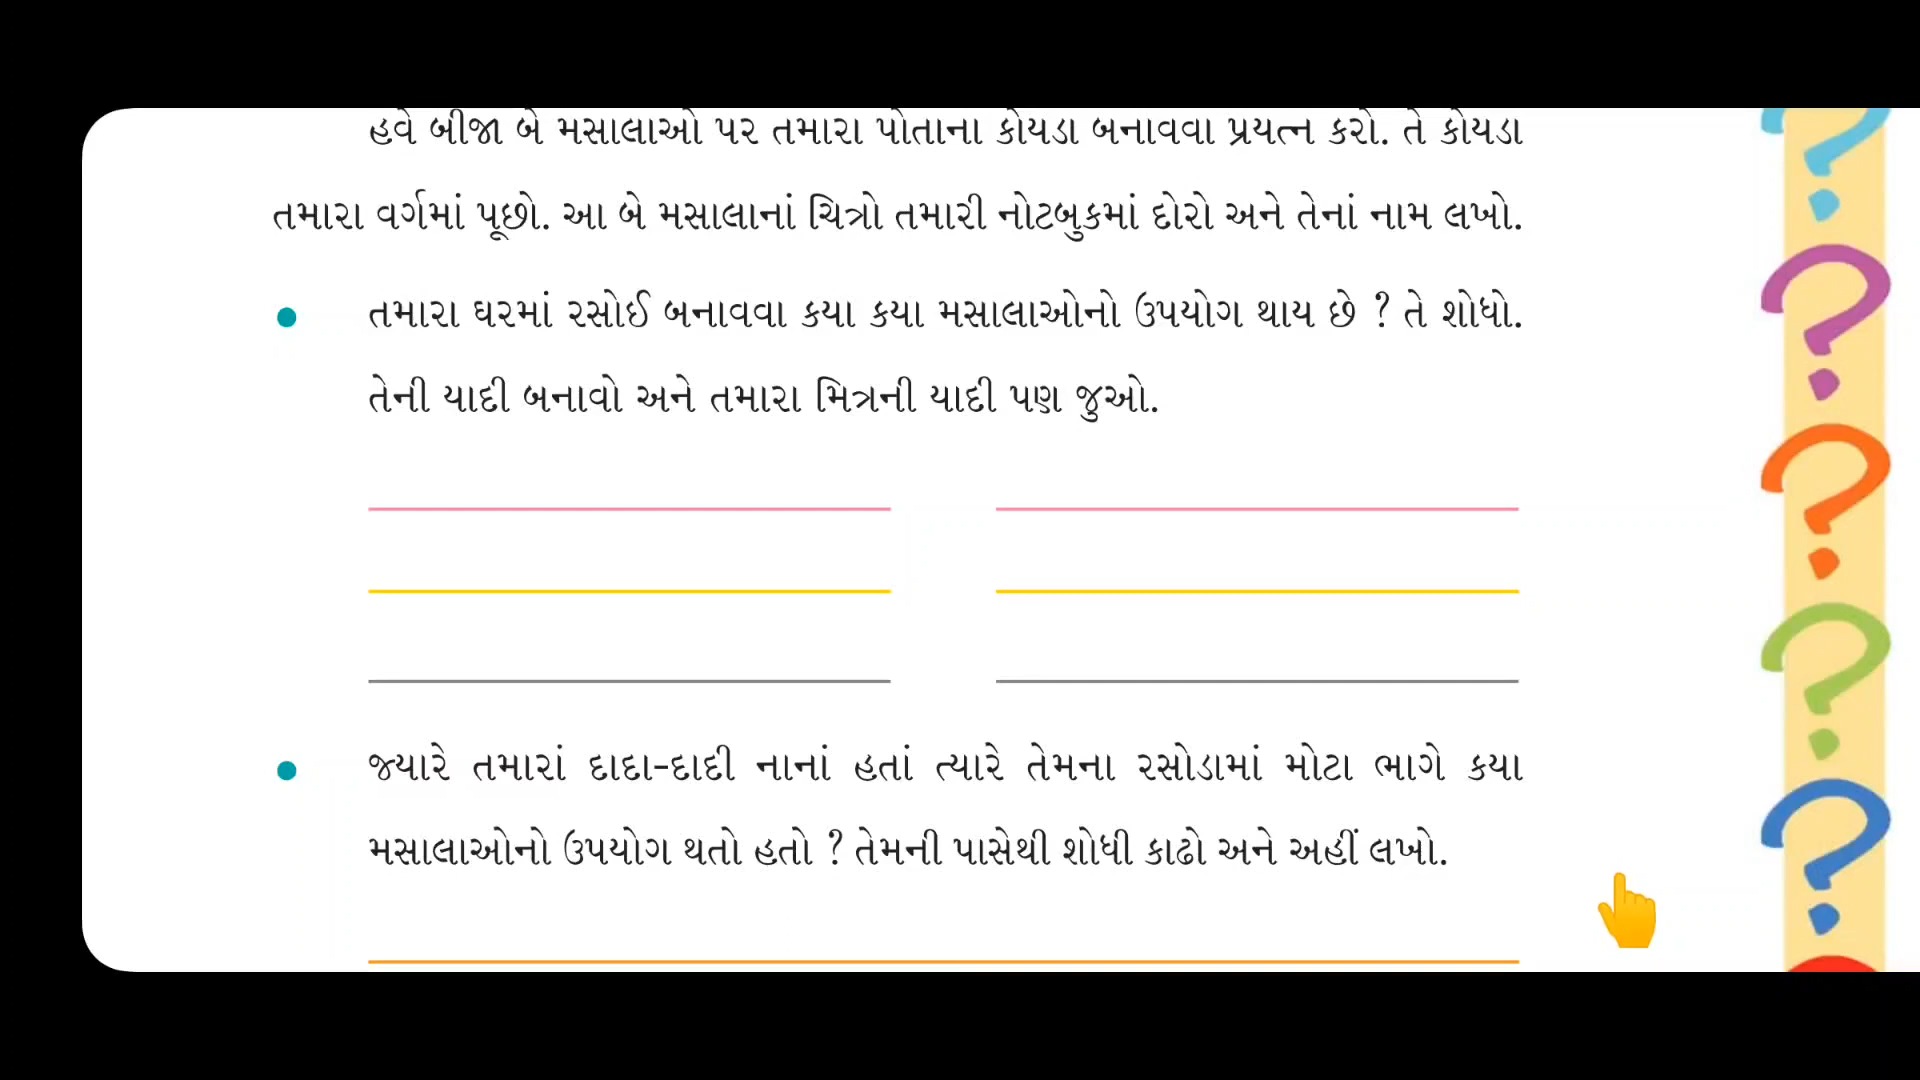 હવે બીજા બે મસાલાઓ પર તમારા પોતાના કોયડા બનાવવા પ્રયત્ન કરો. તે કોયડા
તમારા વર્ગમાં પૂછો. આ બે મસાલાનાં ચિત્રો તમારી નોટબુકમાં દોરો અને તેનાં નામ લખો.
તમારા ઘરમાં રસોઈ બનાવવા કયા કયા મસાલાઓનો ઉપયોગ થાય છે ? તે શોધો.
તેની યાદી બનાવો અને તમારા મિત્રની યાદી પણ જુઓ.
જ્યારે તમારાં દાદા-દાદી નાનાં હતાં ત્યારે તેમના રસોડામાં મોટા ભાગે કયા
મસાલાઓનો ઉપયોગ થતો હતો ? તેમની પાસેથી શોધી કાઢો અને અહીં લખો.